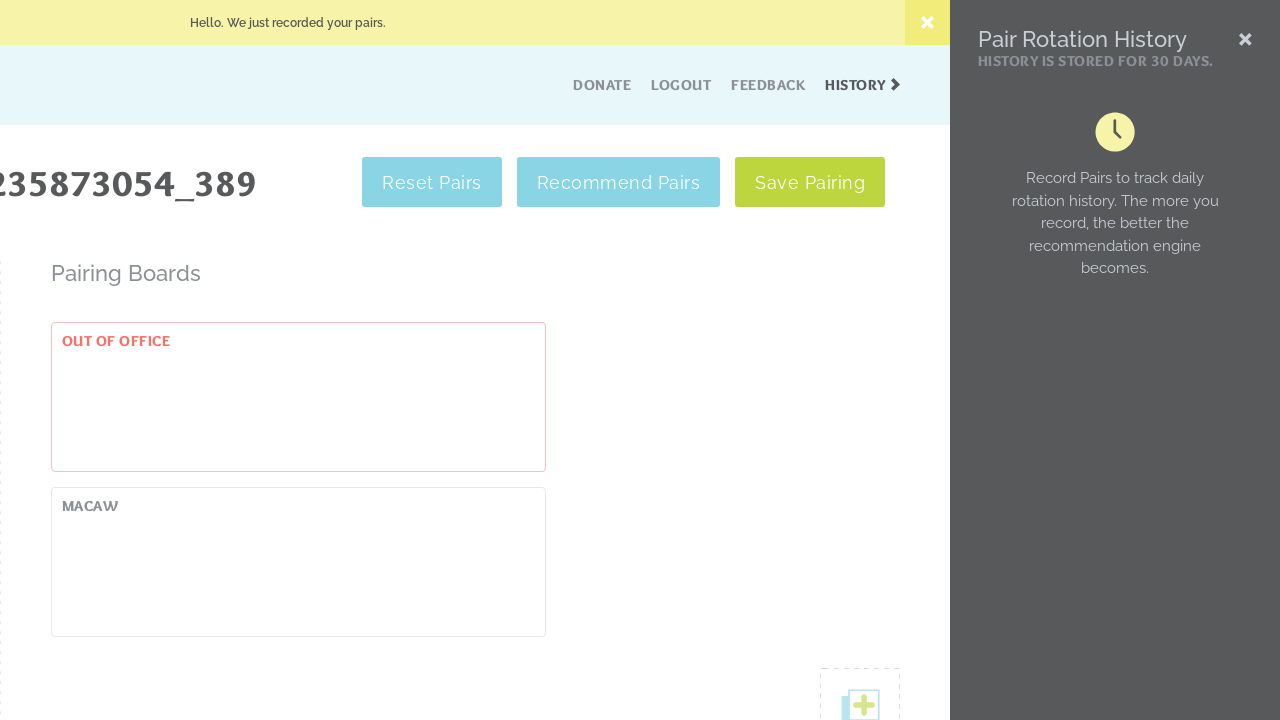 Hello. We just recorded your pairs.
Pair Rotation History
HISTORY IS STORED FOR 30 DAYS.
DONATE LOGOUT FEEDBACK HISTORY
235873054_389
Reset Pairs
Recommend Pairs
Save Pairing
Record Pairs to track daily
rotation history. The more you
record, the better the
recommendation engine
becomes.
Pairing Boards
OUT OF OFFICE
MACAW